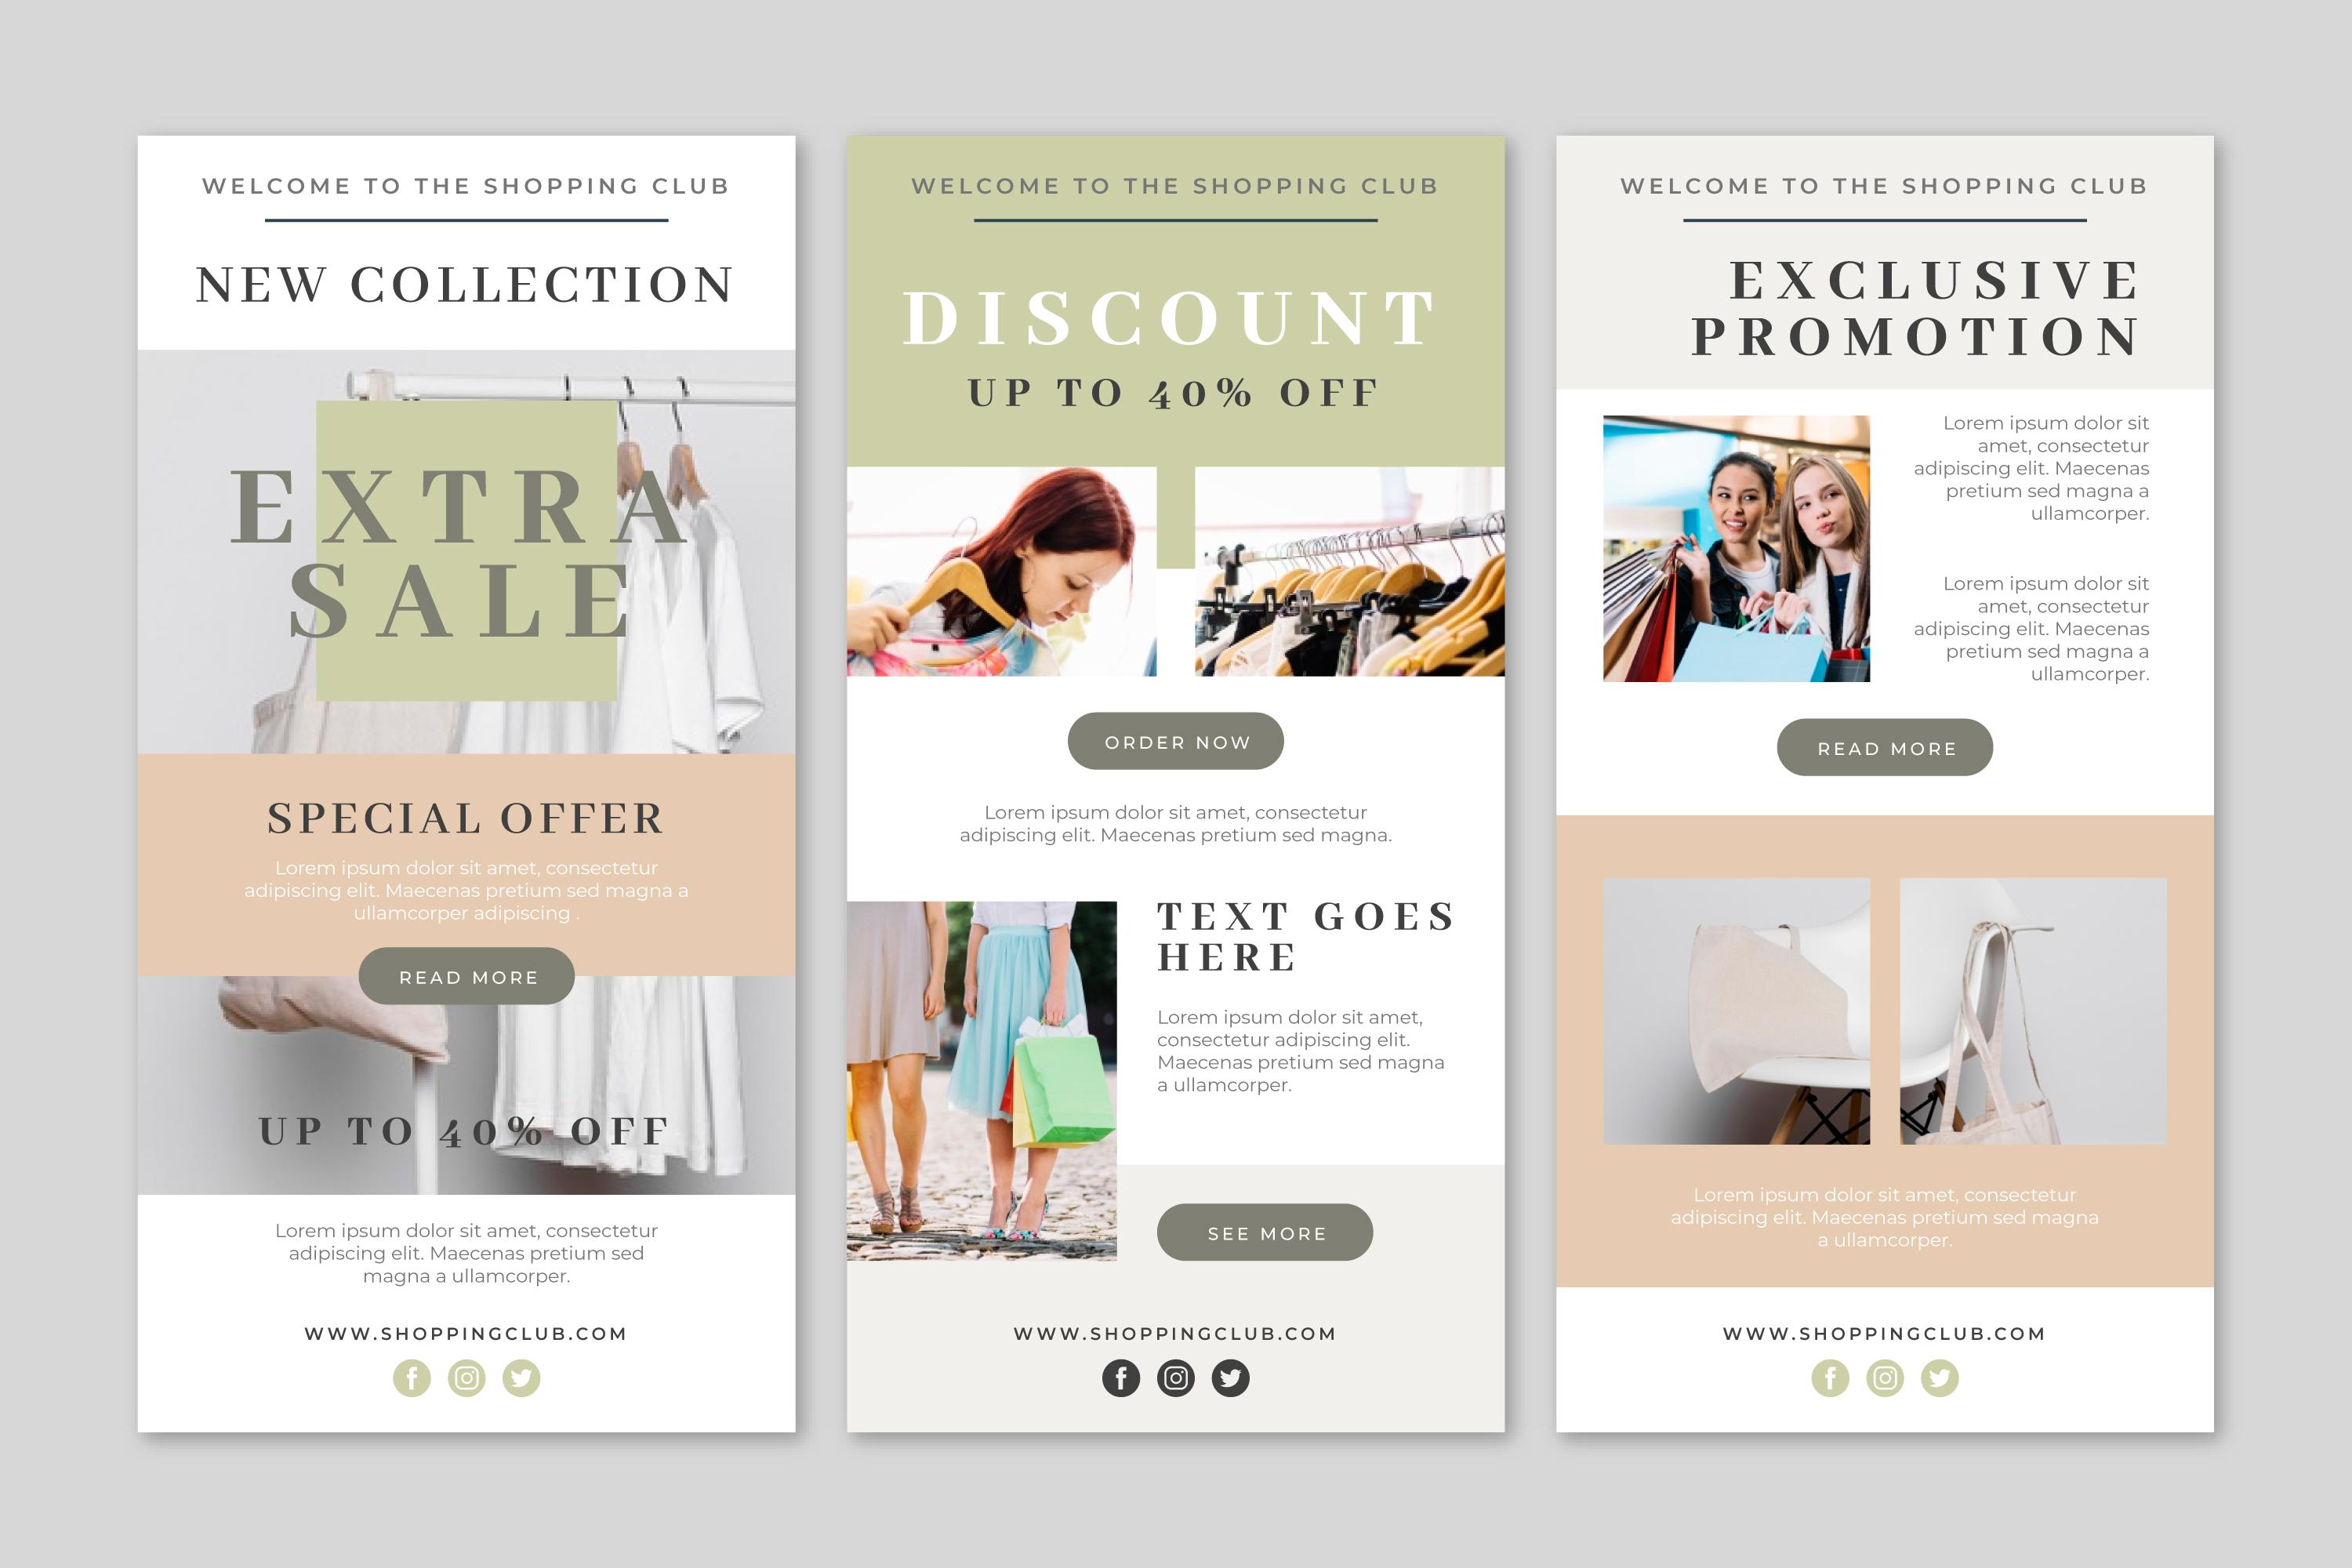 WELCOME TO THE SHOPPING CLUB
NEW COLLECTION
EXTRA
SALE
SPECIAL OFFER
Lorem ipsum dolor sit amet, consectetur
adipiscing elit. Maecenas pretium sed magna a
ullamcorper adipiscing .
READ MORE
UP TO 40% OFF
Lorem ipsum dolor sit amet, consectetur
adipiscing elit. Maecenas pretium sed
magna a ullamcorper.
WWW.SHOPPINGCLUB.COM
WELCOME TO THE SHOPPING CLUB
DISCOUNT
UP TO 40% OFF
ORDER NOW
Lorem ipsum dolor sit amet, consectetur
adipiscing elit. Maecenas pretium sed magna.
TEXT GOES
HERE
Lorem ipsum dolor sit amet,
consectetur adipiscing elit.
Maecenas pretium sed magna
a ullamcorper.
SEE MORE
WWW.SHOPPINGCLUB.COM
WELCOME TO THE SHOPPING CLUB
EXCLUSIVE
PROMOTION
Lorem ipsum dolor sit
amet, consectetur
adipiscing elit. Maecenas
pretium sed magna a
ullamcorper.
Lorem ipsum dolor sit
amet, consectetur
adipiscing elit. Maecenas
pretium sed magna a
ullamcorper.
READ MORE
Lorem ipsum dolor sit amet, consectetur
adipiscing elit. Maecenas pretium sed magna
a ullamcorper.
WWW.SHOPPINGCLUB.COM